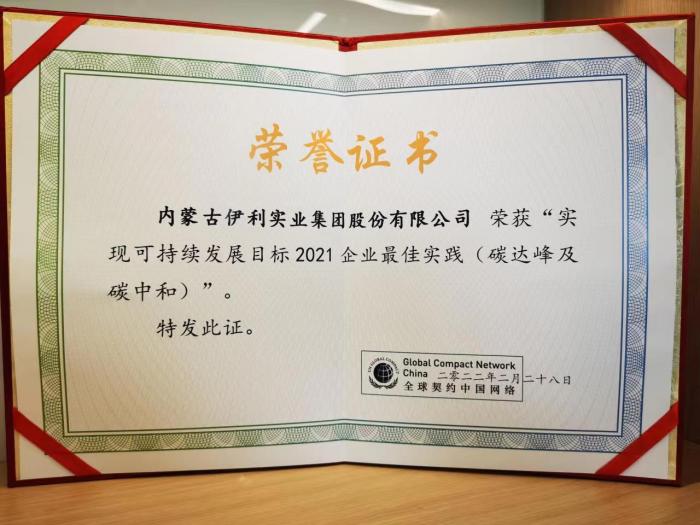 荣誉证书
内蒙古伊利实业集团股份有限公司 荣获“实
现可持续发展目标2021企业最佳实践（碳达峰及
碳中和）”。
特发此证。
UN GLOBAL COMPACT
Global Compact Network
China
二零二二年二月二十八日
全球契约中国网络